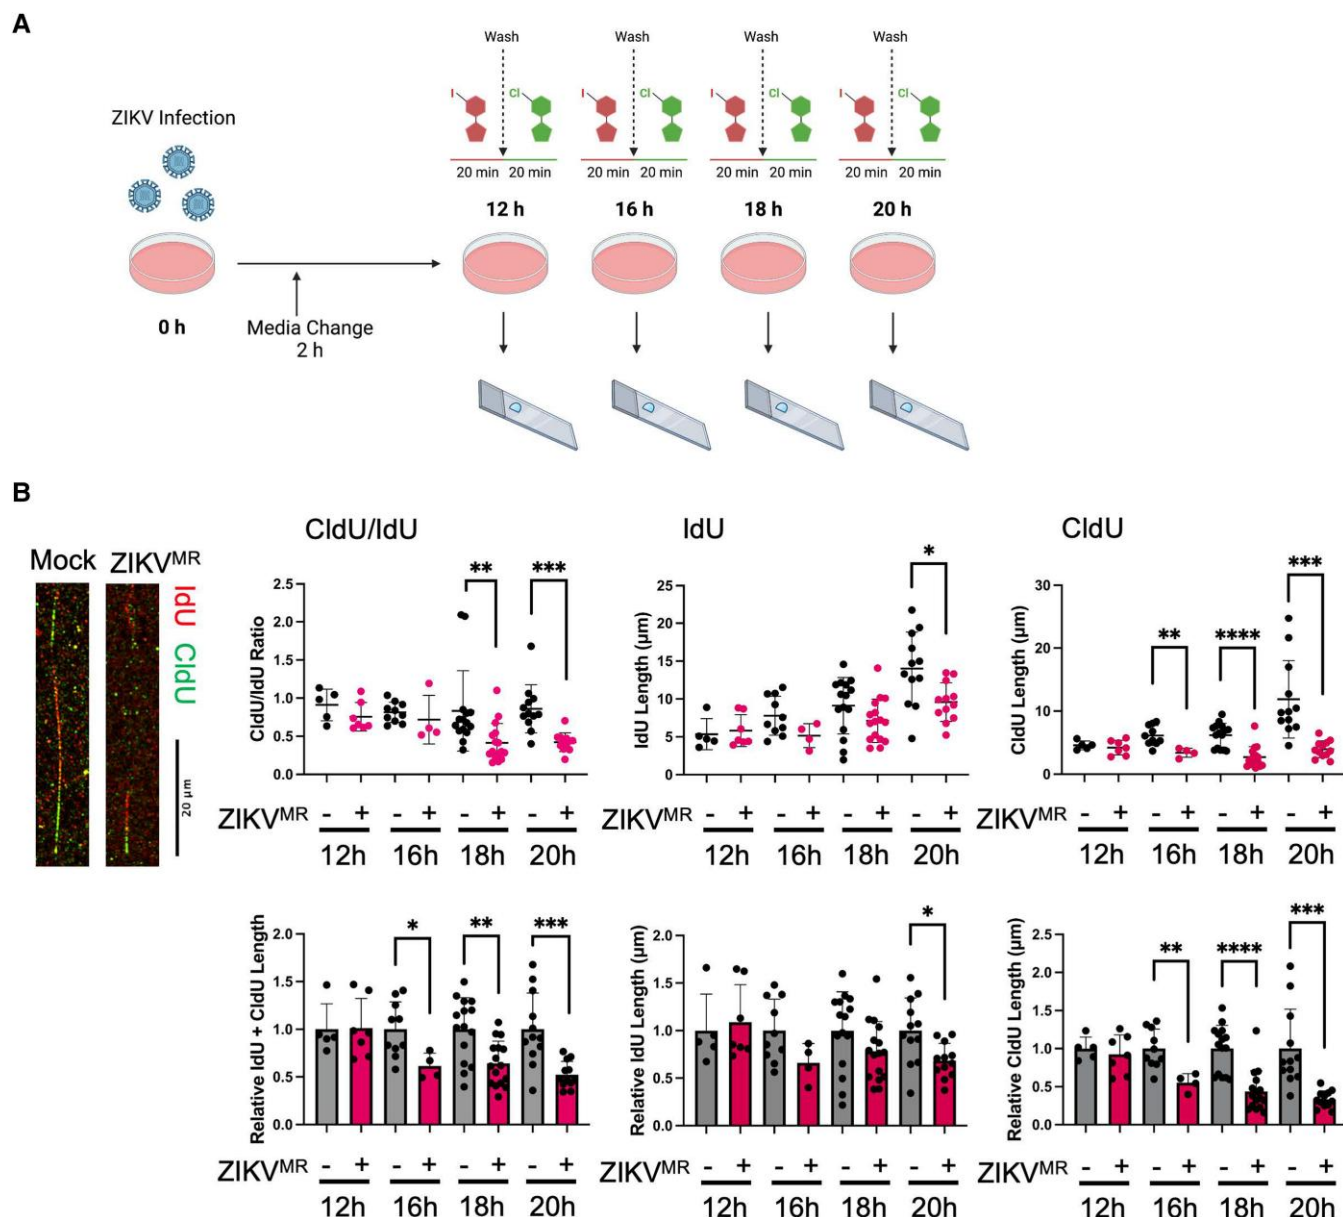 A
Wash Wash Wash Wash
I Cl I Cl I Cl I Cl
ZIKV Infection
20 min 20 min 20 min 20 min 20 min 20 min 20 min 20 min
12 h 16 h 18 h 20 h
0 h
Media Change
2 h
B
Mock ZIKVMR
IdU CldU
20 µm
CldU/IdU
CldU/IdU Ratio
2.5
2.0
1.5
1.0
0.5
0.0
** ***
ZIKVMR - + - + - + - +
12h 16h 18h 20h
IdU
IdU Length (µm)
25
20
15
10
5
0
*
ZIKVMR - + - + - + - +
12h 16h 18h 20h
CldU
CldU Length (µm)
30
20
10
0
** **** ***
ZIKVMR - + - + - + - +
12h 16h 18h 20h
Relative IdU + CldU Length
2.0
1.5
1.0
0.5
0.0
* ** ***
ZIKVMR - + - + - + - +
12h 16h 18h 20h
Relative IdU Length (µm)
2.0
1.5
1.0
0.5
0.0
*
ZIKVMR - + - + - + - +
12h 16h 18h 20h
Relative CldU Length (µm)
2.5
2.0
1.5
1.0
0.5
0.0
** **** ***
ZIKVMR - + - + - + - +
12h 16h 18h 20h